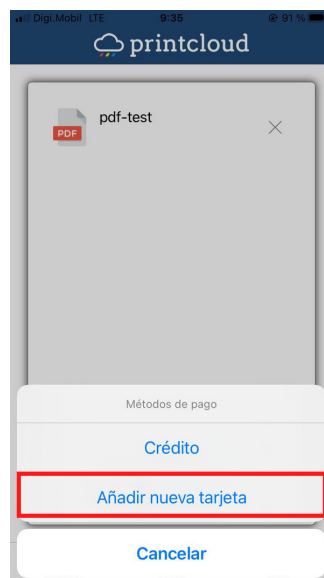 Digi.Mobil LTE 9:35 91 %
printcloud
pdf-test
PDF
Métodos de pago
Crédito
Añadir nueva tarjeta
Cancelar